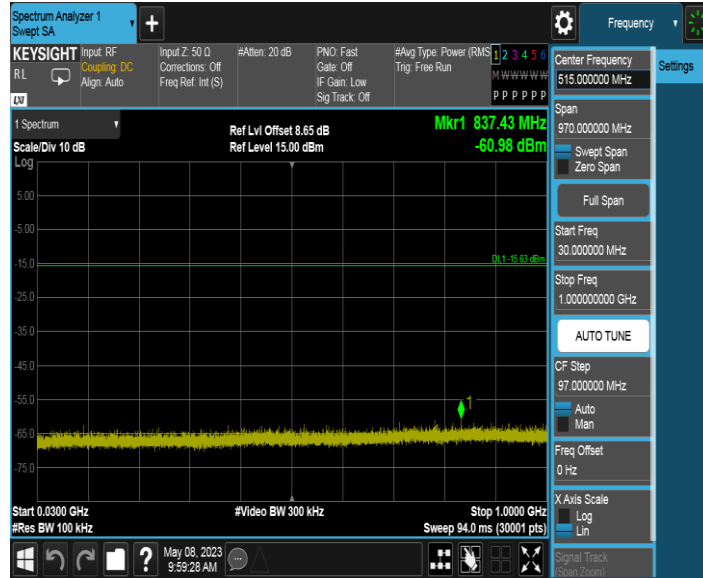 Spectrum Analyzer 1
Swept SA
+
Frequency
KEYSIGHT
RL
LXI
Input: RF
Coupling: DC
Align: Auto
Input Z: 50 Ω
Corrections: Off
Freq Ref: Int (S)
#Atten: 20 dB
PNO: Fast
Gate: Off
IF Gain: Low
Sig Track: Off
#Avg Type: Power (RMS
Trig: Free Run
1 2 3 4 5 6
M W W W W W
P P P P P P
1 Spectrum
Scale/Div 10 dB
Log
Ref Lvl Offset 8.65 dB
Ref Level 15.00 dBm
Mkr1 837.43 MHz
-60.98 dBm
5.00
-5.00
-15.0
DL1 -15.63 dBm
-25.0
-35.0
-45.0
-55.0
1
-65.0
-75.0
Start 0.0300 GHz
#Res BW 100 kHz
#Video BW 300 kHz
Stop 1.0000 GHz
Sweep 94.0 ms (30001 pts)
Center Frequency
515.000000 MHz
Settings
Span
970.000000 MHz
Swept Span
Zero Span
Full Span
Start Freq
30.000000 MHz
Stop Freq
1.000000000 GHz
AUTO TUNE
CF Step
97.000000 MHz
Auto
Man
Freq Offset
0 Hz
X Axis Scale
Log
Lin
Signal Track
(Span Zoom)
?
May 08, 2023
9:59:28 AM